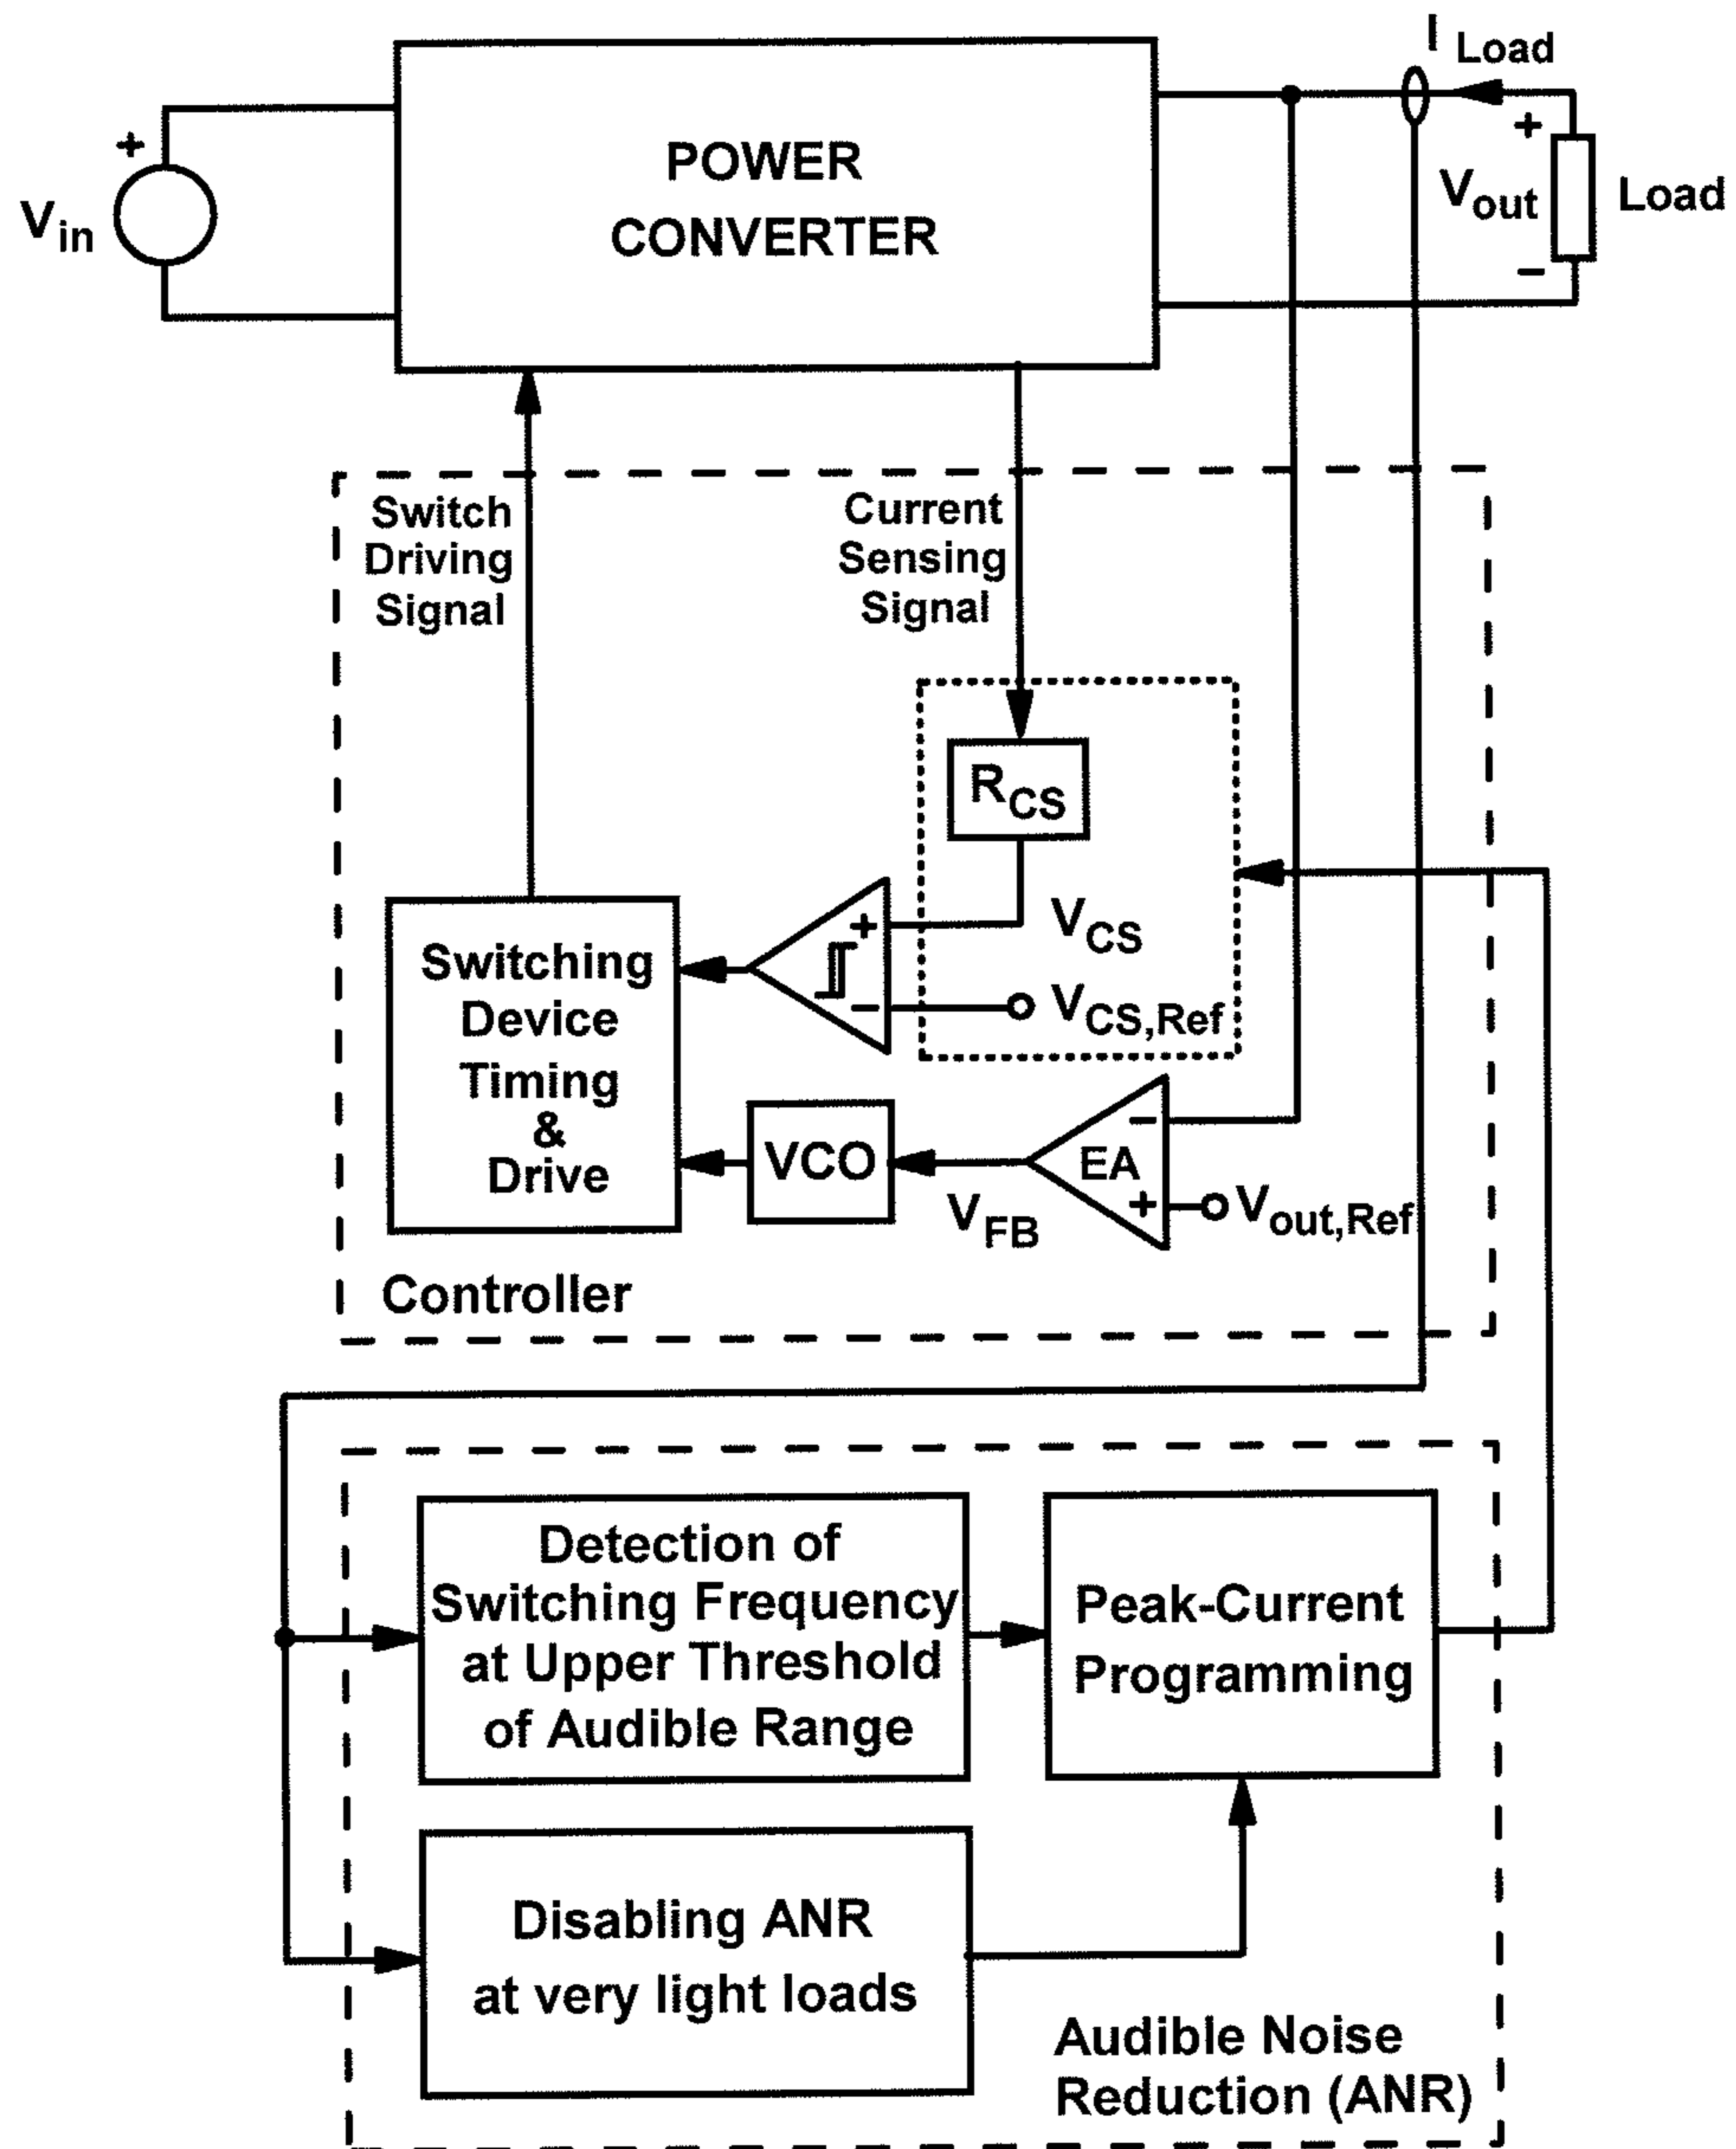 I Load
POWER
CONVERTER
+
Vin
+
Vout
−
Load
Switch
Driving
Signal
Current
Sensing
Signal
RCS
VCS
+
−
VCS,Ref
Switching
Device
Timing
&
Drive
VCO
VFB
EA
−
+
Vout,Ref
Controller
Detection of
Switching Frequency
at Upper Threshold
of Audible Range
Peak-Current
Programming
Disabling ANR
at very light loads
Audible Noise
Reduction (ANR)